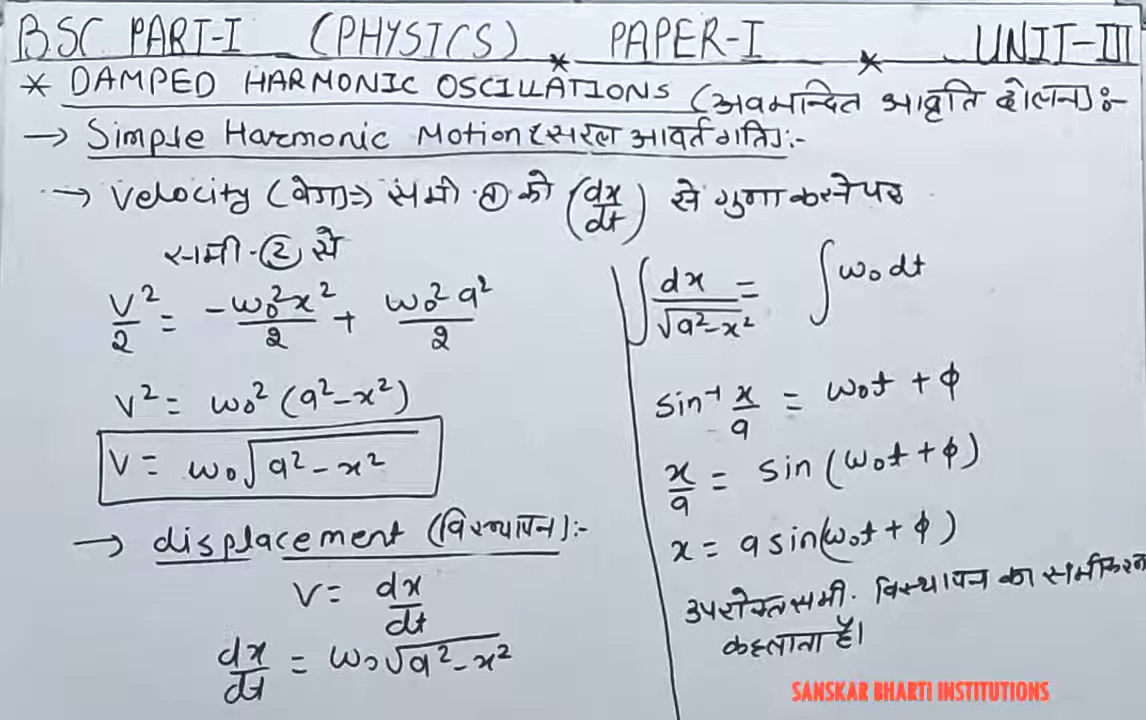 BSC PART-I (PHYSICS) * PAPER-I * UNIT-III
* DAMPED HARMONIC OSCILLATIONS (अवमन्दित आवृति दोलन):-
→ Simple Harmonic Motion (सरल आवर्त गति):-
→ Velocity (वेग) ⇒ समी. ① को (dx/dt) से गुणा करने पर
समी. ② से
v²/2 = -ω₀²x²/2 + ω₀²a²/2
v² = ω₀² (a²-x²)
v = ω₀√(a²-x²)
→ displacement (विस्थापन):-
v = dx/dt
dx/dt = ω₀√(a²-x²)
∫ dx/√(a²-x²) = ∫ω₀dt
sin⁻¹ x/a = ω₀t + ϕ
x/a = sin (ω₀t + ϕ)
x = a sin(ω₀t + ϕ)
उपरोक्त समी. विस्थापन का समीकरन
कहलाता है।
SANSKAR BHARTI INSTITUTIONS